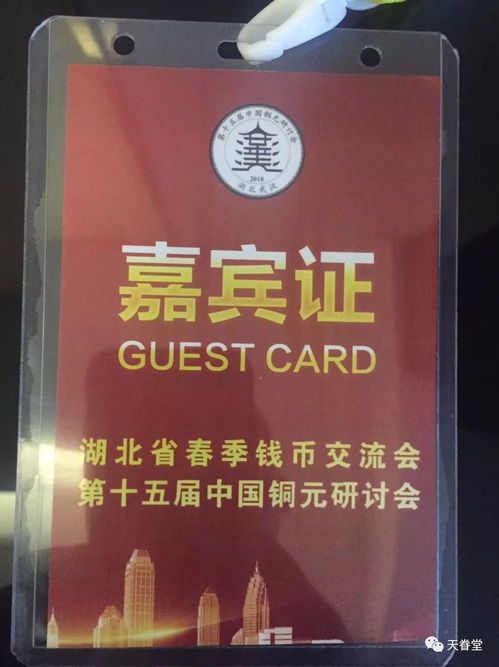 第十五届中国铜元研讨会
2018
湖北武汉
嘉宾证
GUEST CARD
湖北省春季钱币交流会
第十五届中国铜元研讨会
天眷堂